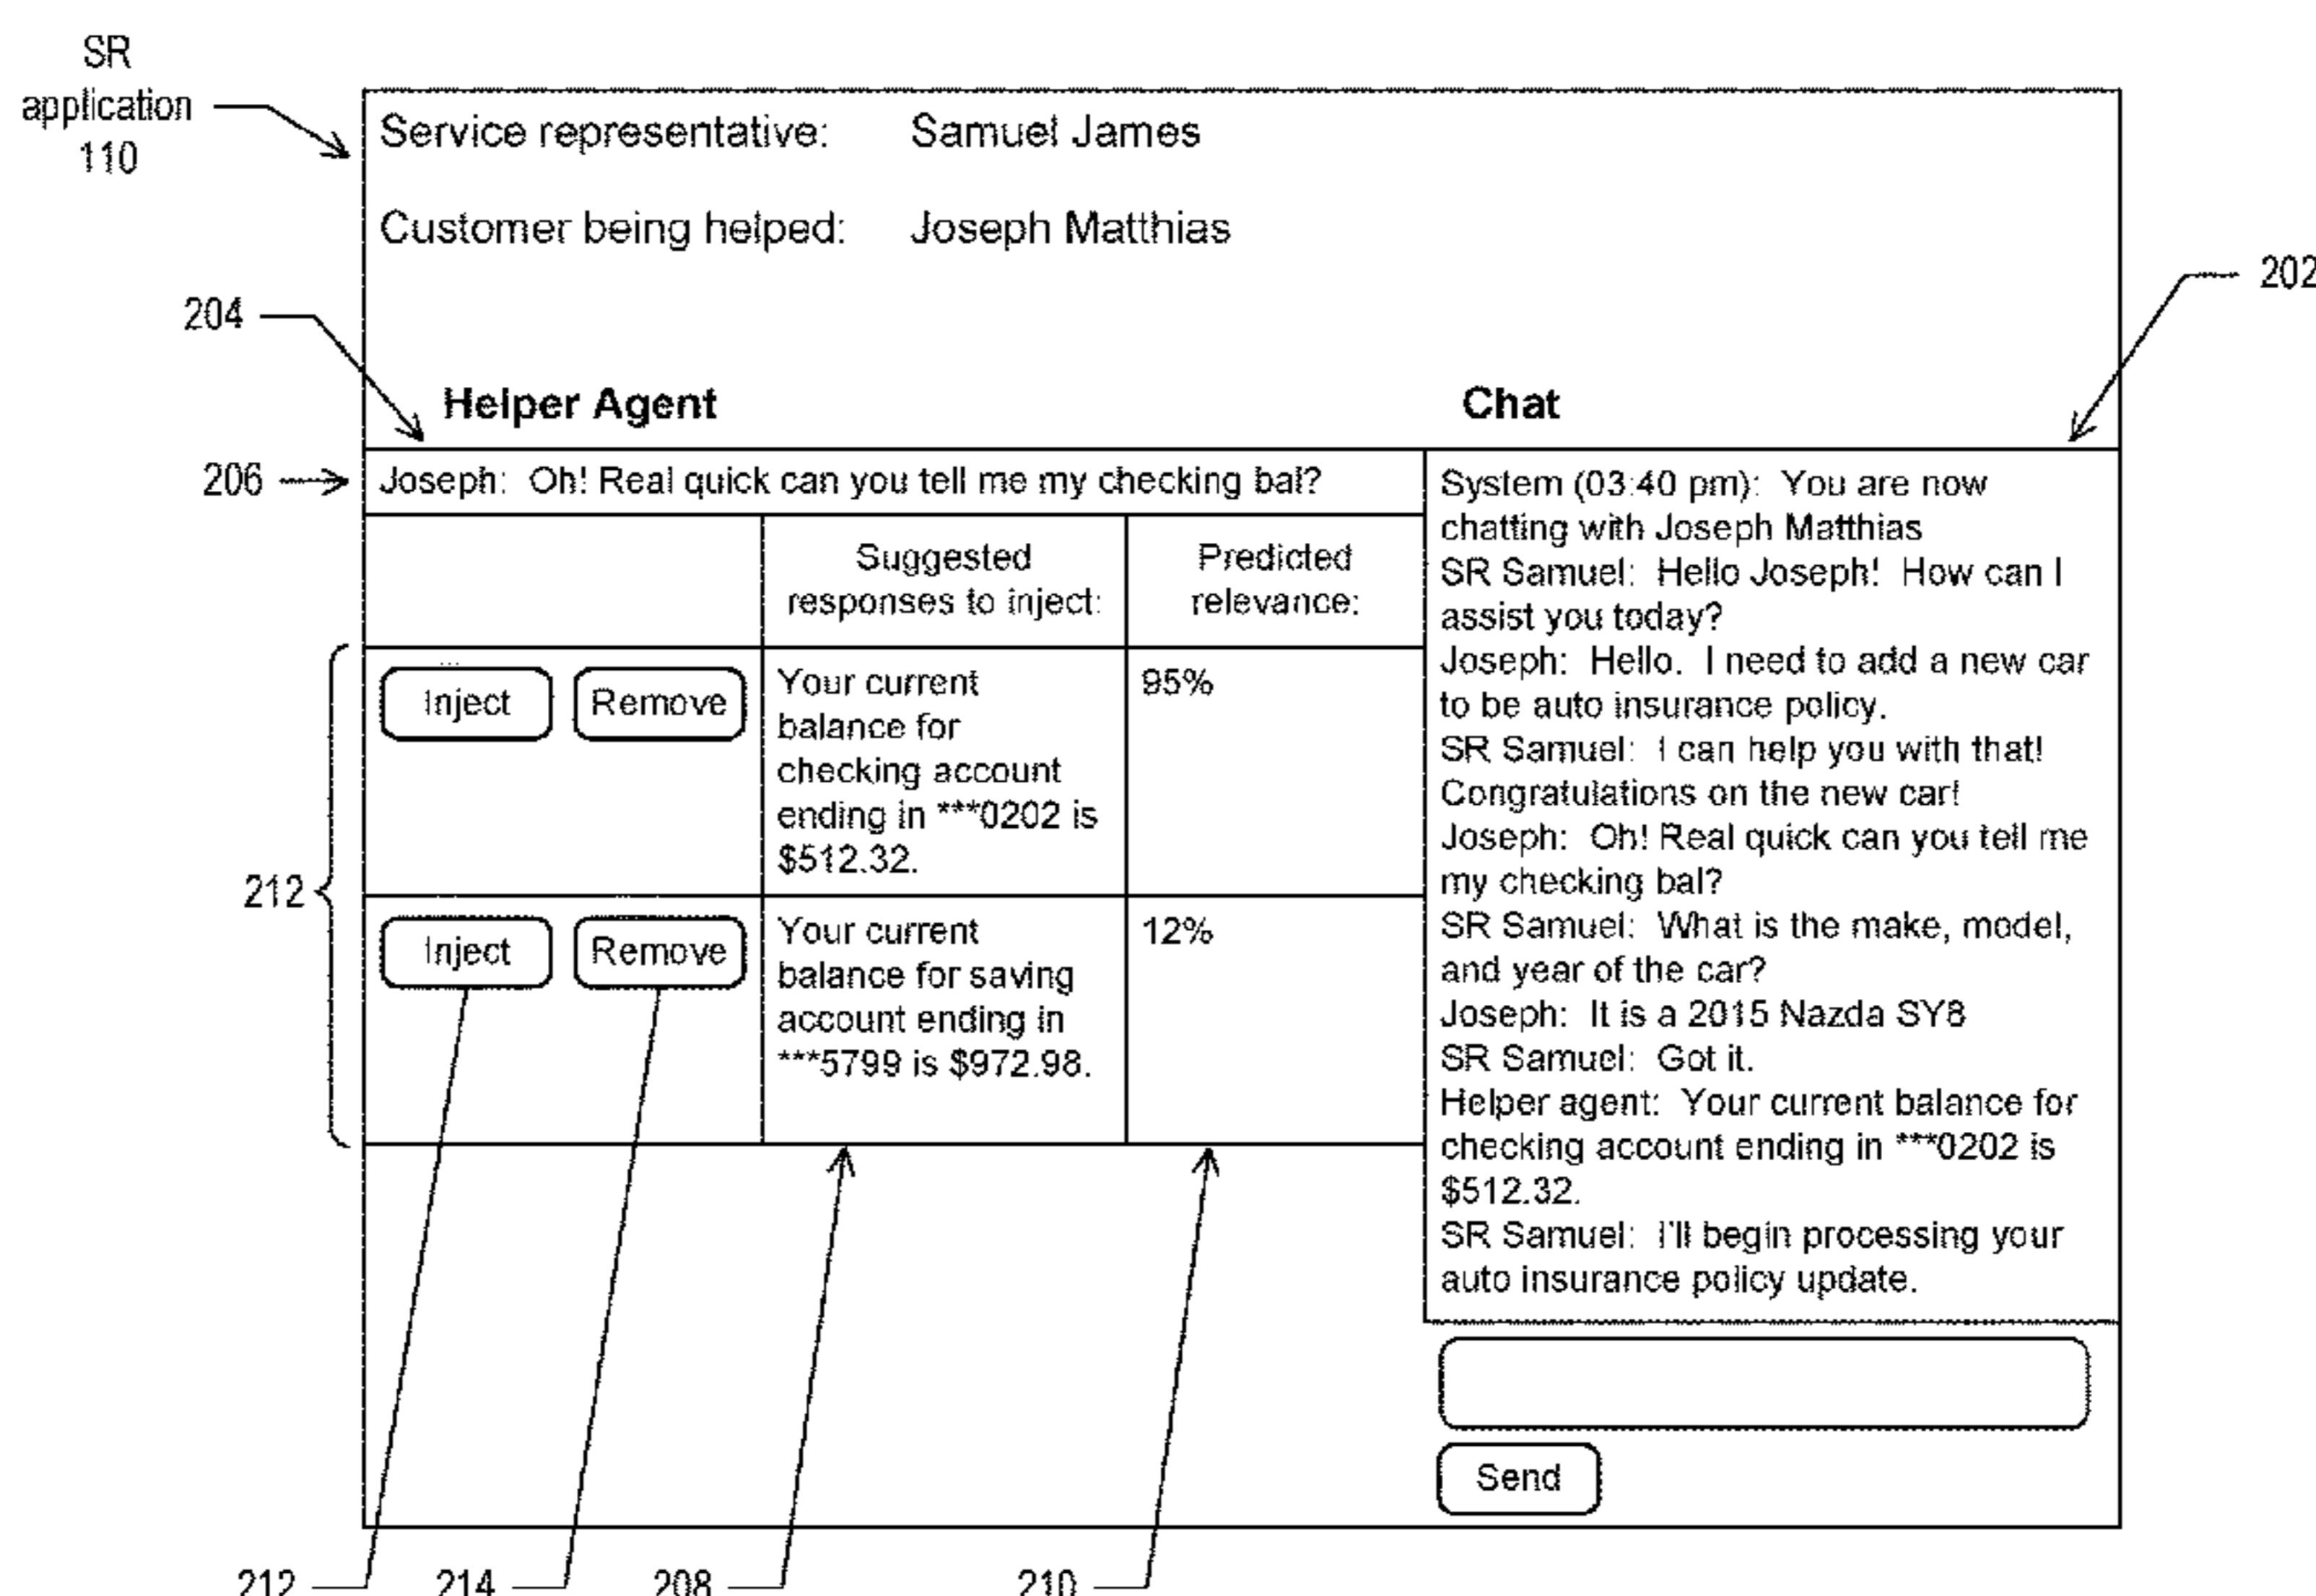 SR
application
110
Service representative: Samuel James
Customer being helped: Joseph Matthias
202
204
Helper Agent
Chat
206
Joseph: Oh! Real quick can you tell me my checking bal?
Suggested
responses to inject:
Predicted
relevance:
212
Inject
Remove
Your current
balance for
checking account
ending in ***0202 is
$512.32.
95%
Inject
Remove
Your current
balance for saving
account ending in
***5799 is $972.98.
12%
System (03:40 pm): You are now
chatting with Joseph Matthias
SR Samuel: Hello Joseph! How can I
assist you today?
Joseph: Hello. I need to add a new car
to be auto insurance policy.
SR Samuel: I can help you with that!
Congratulations on the new car!
Joseph: Oh! Real quick can you tell me
my checking bal?
SR Samuel: What is the make, model,
and year of the car?
Joseph: It is a 2015 Nazda SY8
SR Samuel: Got it.
Helper agent: Your current balance for
checking account ending in ***0202 is
$512.32.
SR Samuel: I'll begin processing your
auto insurance policy update.
Send
212
214
208
210